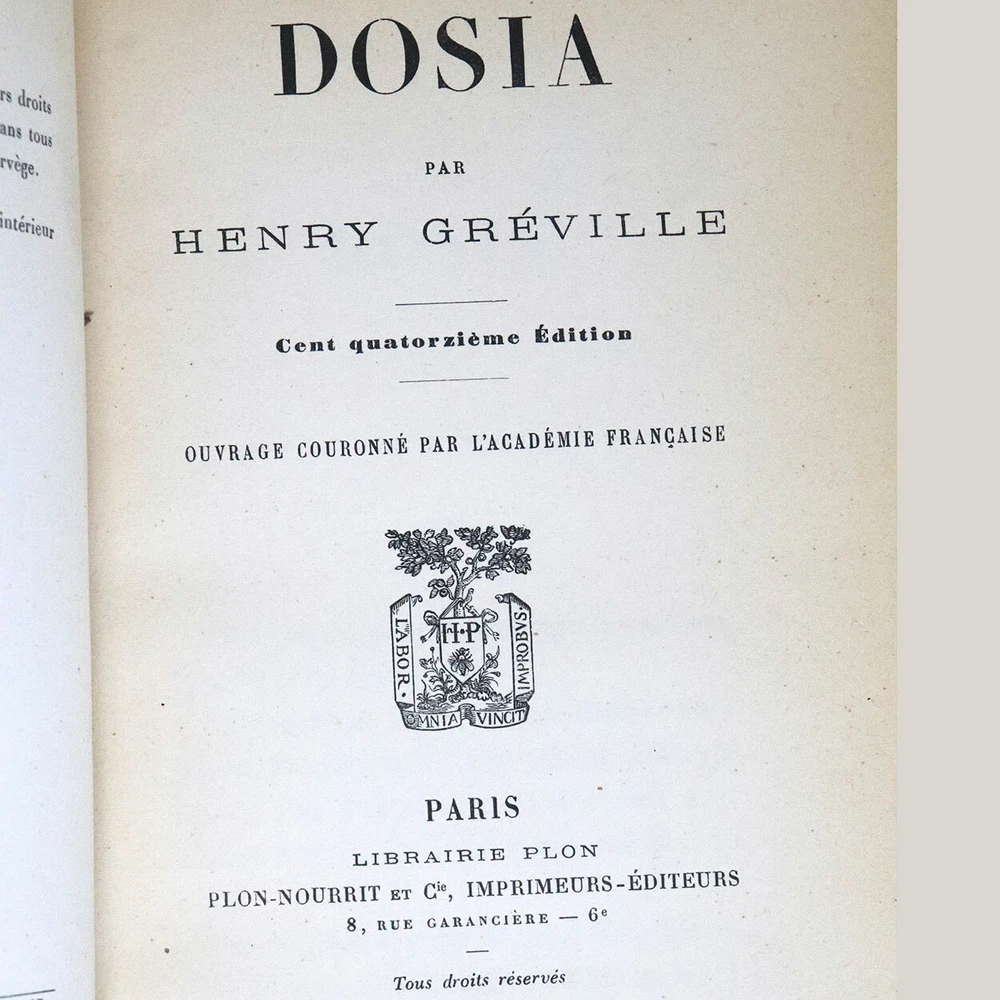 rs droits
ans tous
rvège.
intérieur
DOSIA
PAR
HENRY GRÉVILLE
Cent quatorzième Édition
OUVRAGE COURONNÉ PAR L'ACADÉMIE FRANÇAISE
LABOR·
H·P
IMPROBVS·
OMNIA VINCIT
PARIS
LIBRAIRIE PLON
PLON-NOURRIT ET Cie, IMPRIMEURS-ÉDITEURS
8, RUE GARANCIÈRE — 6e
Tous droits réservés